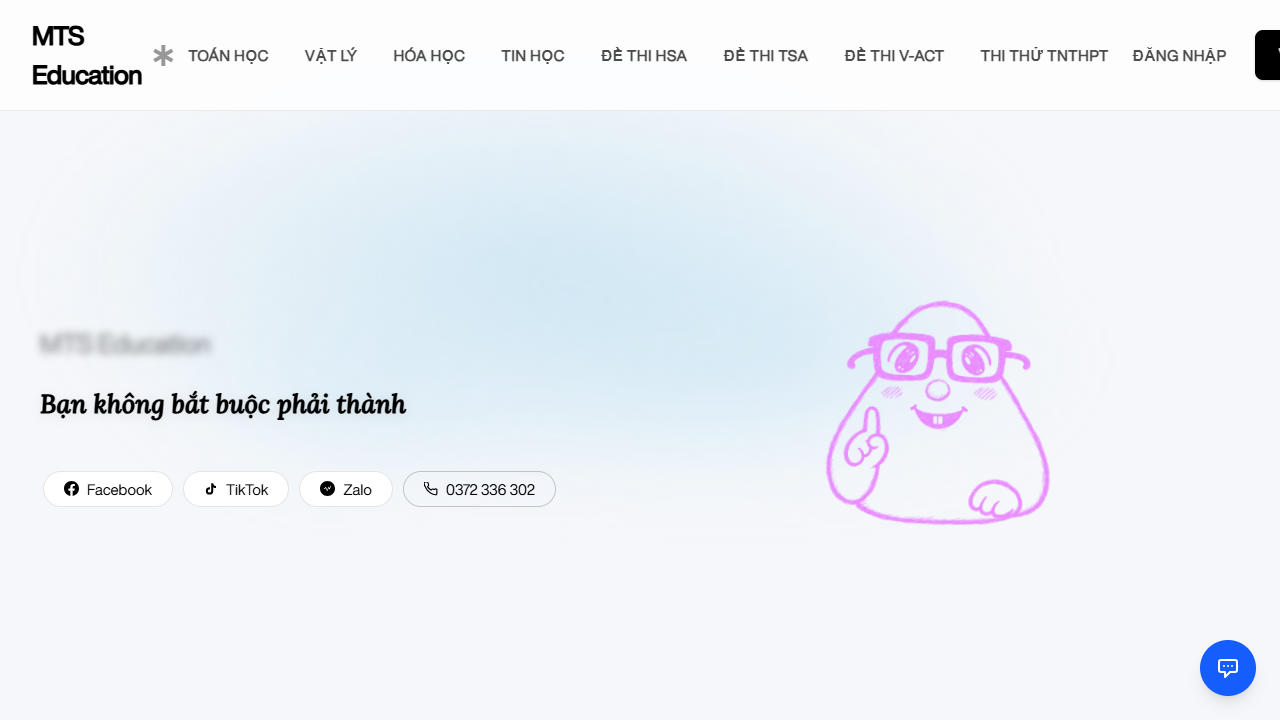 MTS
Education
TOÁN HỌC
VẬT LÝ
HÓA HỌC
TIN HỌC
ĐỀ THI HSA
ĐỀ THI TSA
ĐỀ THI V-ACT
THI THỬ TNTHPT
ĐĂNG NHẬP
MTS Education
Bạn không bắt buộc phải thành
Facebook
TikTok
Zalo
0372 336 302